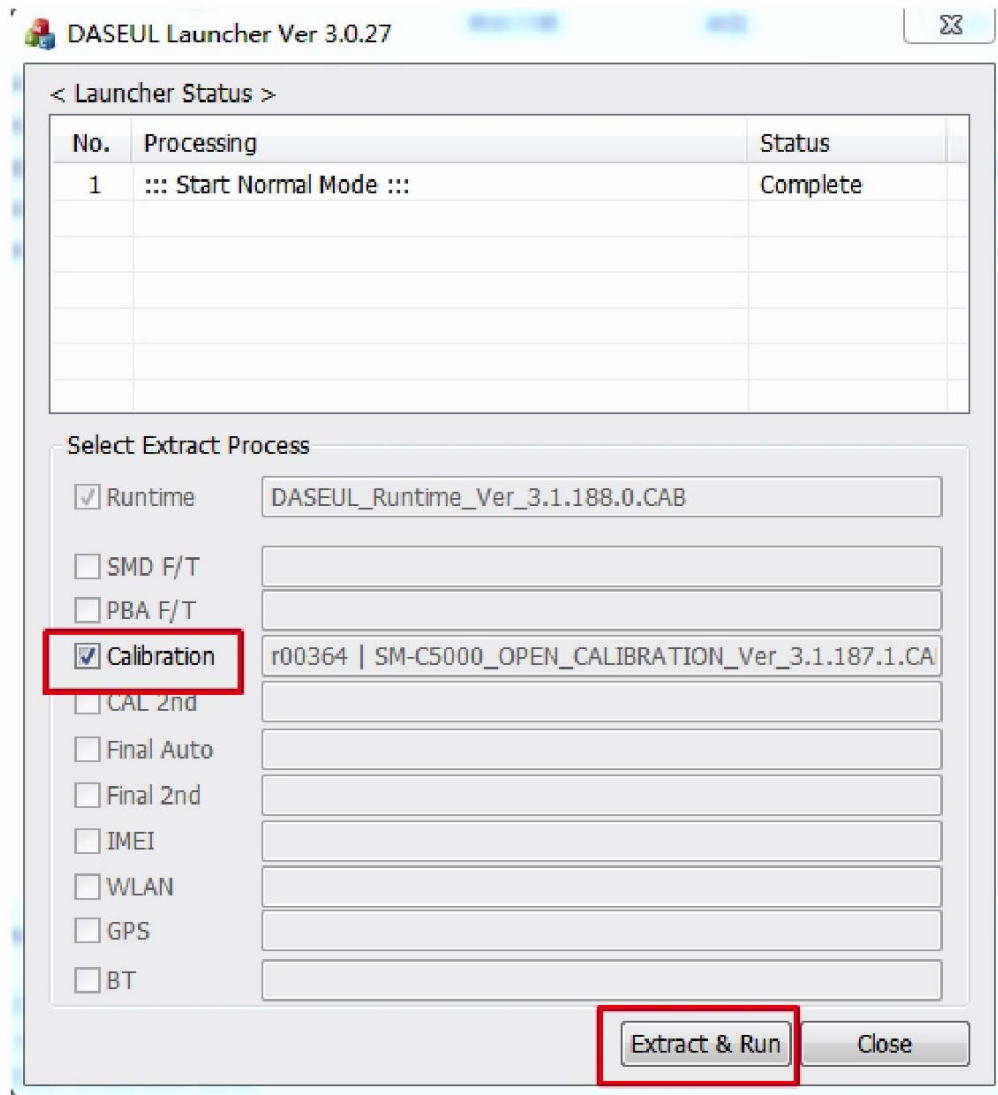 DASEUL Launcher Ver 3.0.27
< Launcher Status >
No. Processing Status
1 ::: Start Normal Mode ::: Complete
Select Extract Process
Runtime DASEUL_Runtime_Ver_3.1.188.0.CAB
SMD F/T
PBA F/T
Calibration r00364 | SM-C5000_OPEN_CALIBRATION_Ver_3.1.187.1.CA
CAL 2nd
Final Auto
Final 2nd
IMEI
WLAN
GPS
BT
Extract & Run Close